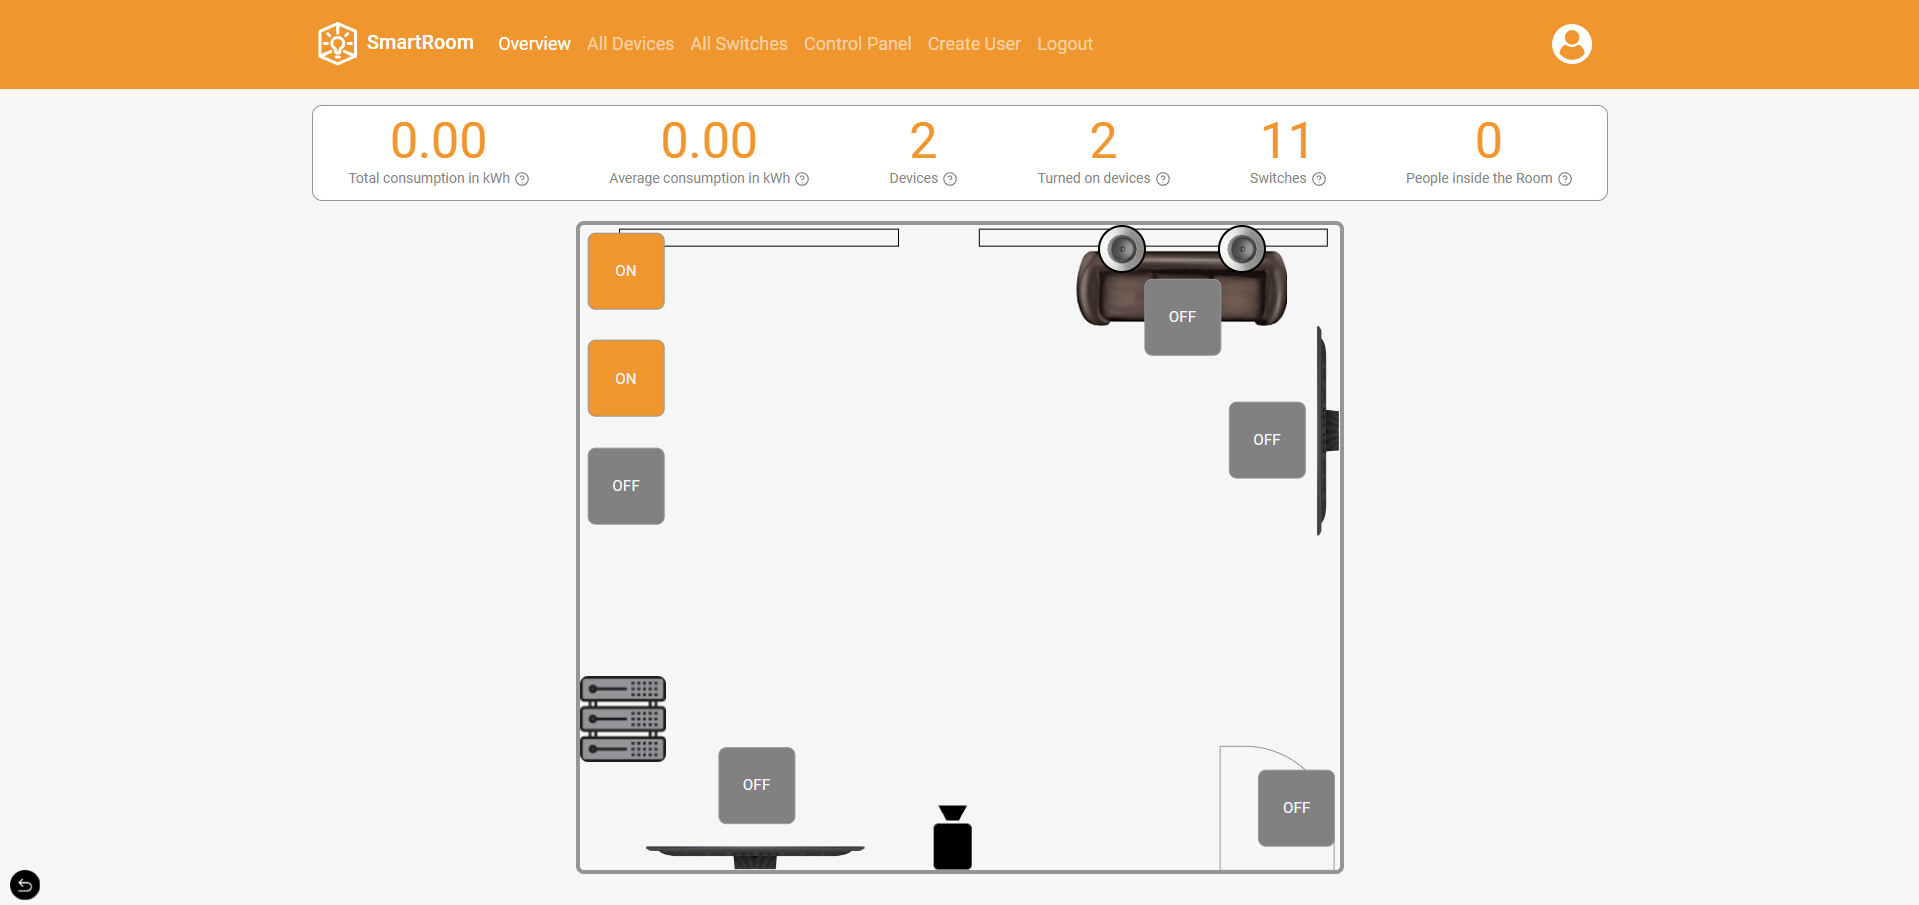 SmartRoom Overview All Devices All Switches Control Panel Create User Logout
0.00 0.00 2 2 11 0
Total consumption in kWh ? Average consumption in kWh ? Devices ? Turned on devices ? Switches ? People inside the Room ?
ON
OFF
ON
OFF
OFF
OFF
OFF